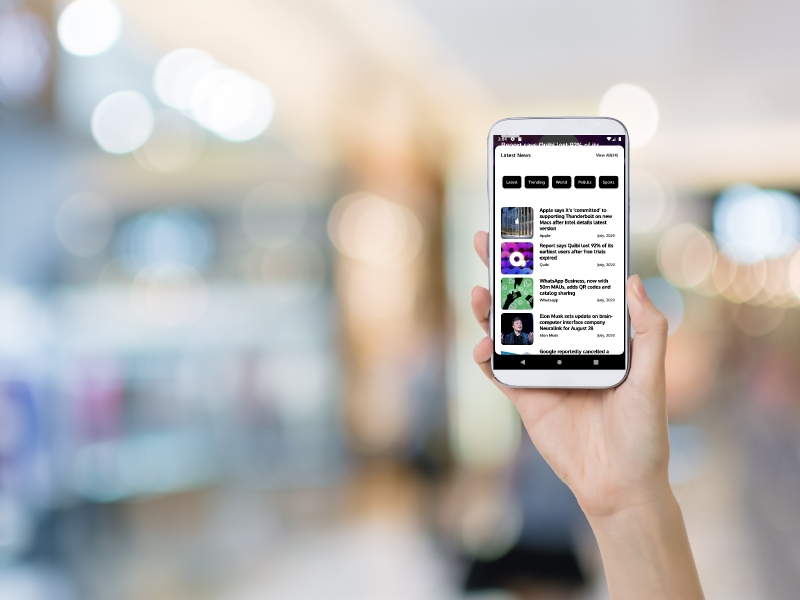 Report says Quibi lost 92% of its
Latest News
View All(20)
Latest Trending World Politics Sports
Apple says it's 'committed' to
supporting Thunderbolt on new
Macs after Intel details latest
version
Apple July, 2020
Report says Quibi lost 92% of its
earliest users after free trials
expired
Quibi July, 2020
WhatsApp Business, now with
50m MAUs, adds QR codes and
catalog sharing
Whatsapp July, 2020
Elon Musk sets update on brain-
computer interface company
Neuralink for August 28
Elon Musk July, 2020
Google reportedly cancelled a